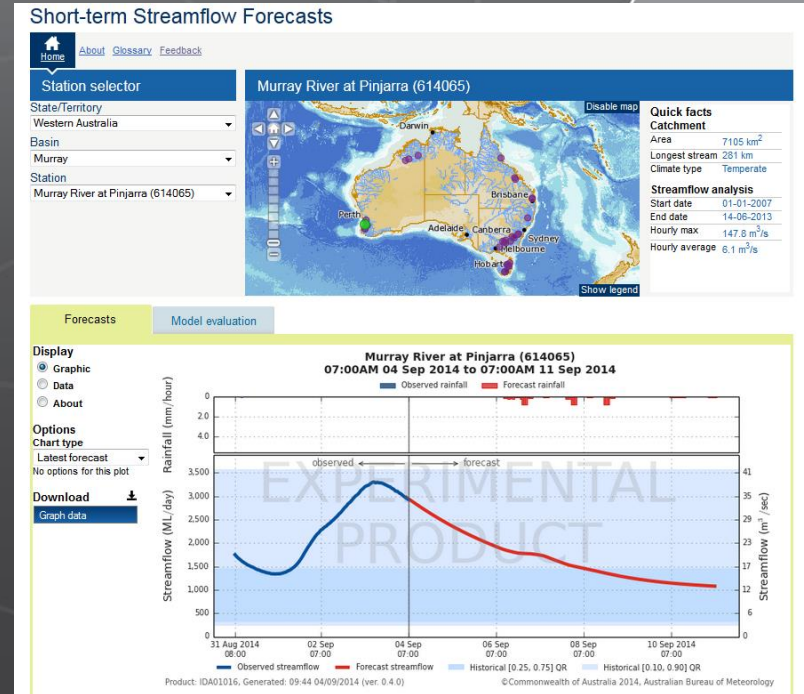 Short-term Streamflow Forecasts
Home About Glossary Feedback
Station selector
State/Territory
Western Australia
Basin
Murray
Station
Murray River at Pinjarra (614065)
Murray River at Pinjarra (614065)
Disable map
Darwin
Brisbane
Perth
Adelaide
Canberra
Sydney
Melbourne
Hobart
Show legend
Quick facts
Catchment
Area 7105 km²
Longest stream 281 km
Climate type Temperate
Streamflow analysis
Start date 01-01-2007
End date 14-06-2013
Hourly max 147.8 m³/s
Hourly average 6.1 m³/s
Forecasts
Model evaluation
Display
Graphic
Data
About
Options
Chart type
Latest forecast
No options for this plot
Download
Graph data
Murray River at Pinjarra (614065)
07:00AM 04 Sep 2014 to 07:00AM 11 Sep 2014
Observed rainfall Forecast rainfall
Rainfall (mm/hour)
0
2.0
4.0
observed forecast
EXPERIMENTAL
PRODUCT
Streamflow (ML/day)
3,500
3,000
2,500
2,000
1,500
1,000
500
0
41
35
29
23
17
12
6
0
Streamflow (m³/sec)
31 Aug 2014 02 Sep 04 Sep 06 Sep 08 Sep 10 Sep 2014
08:00 07:00 07:00 07:00 07:00 07:00
Observed streamflow Forecast streamflow Historical [0.25, 0.75] QR Historical [0.10, 0.90] QR
Product: IDA01016, Generated: 09:44 04/09/2014 (ver. 0.4.0) ©Commonwealth of Australia 2014, Australian Bureau of Meteorology